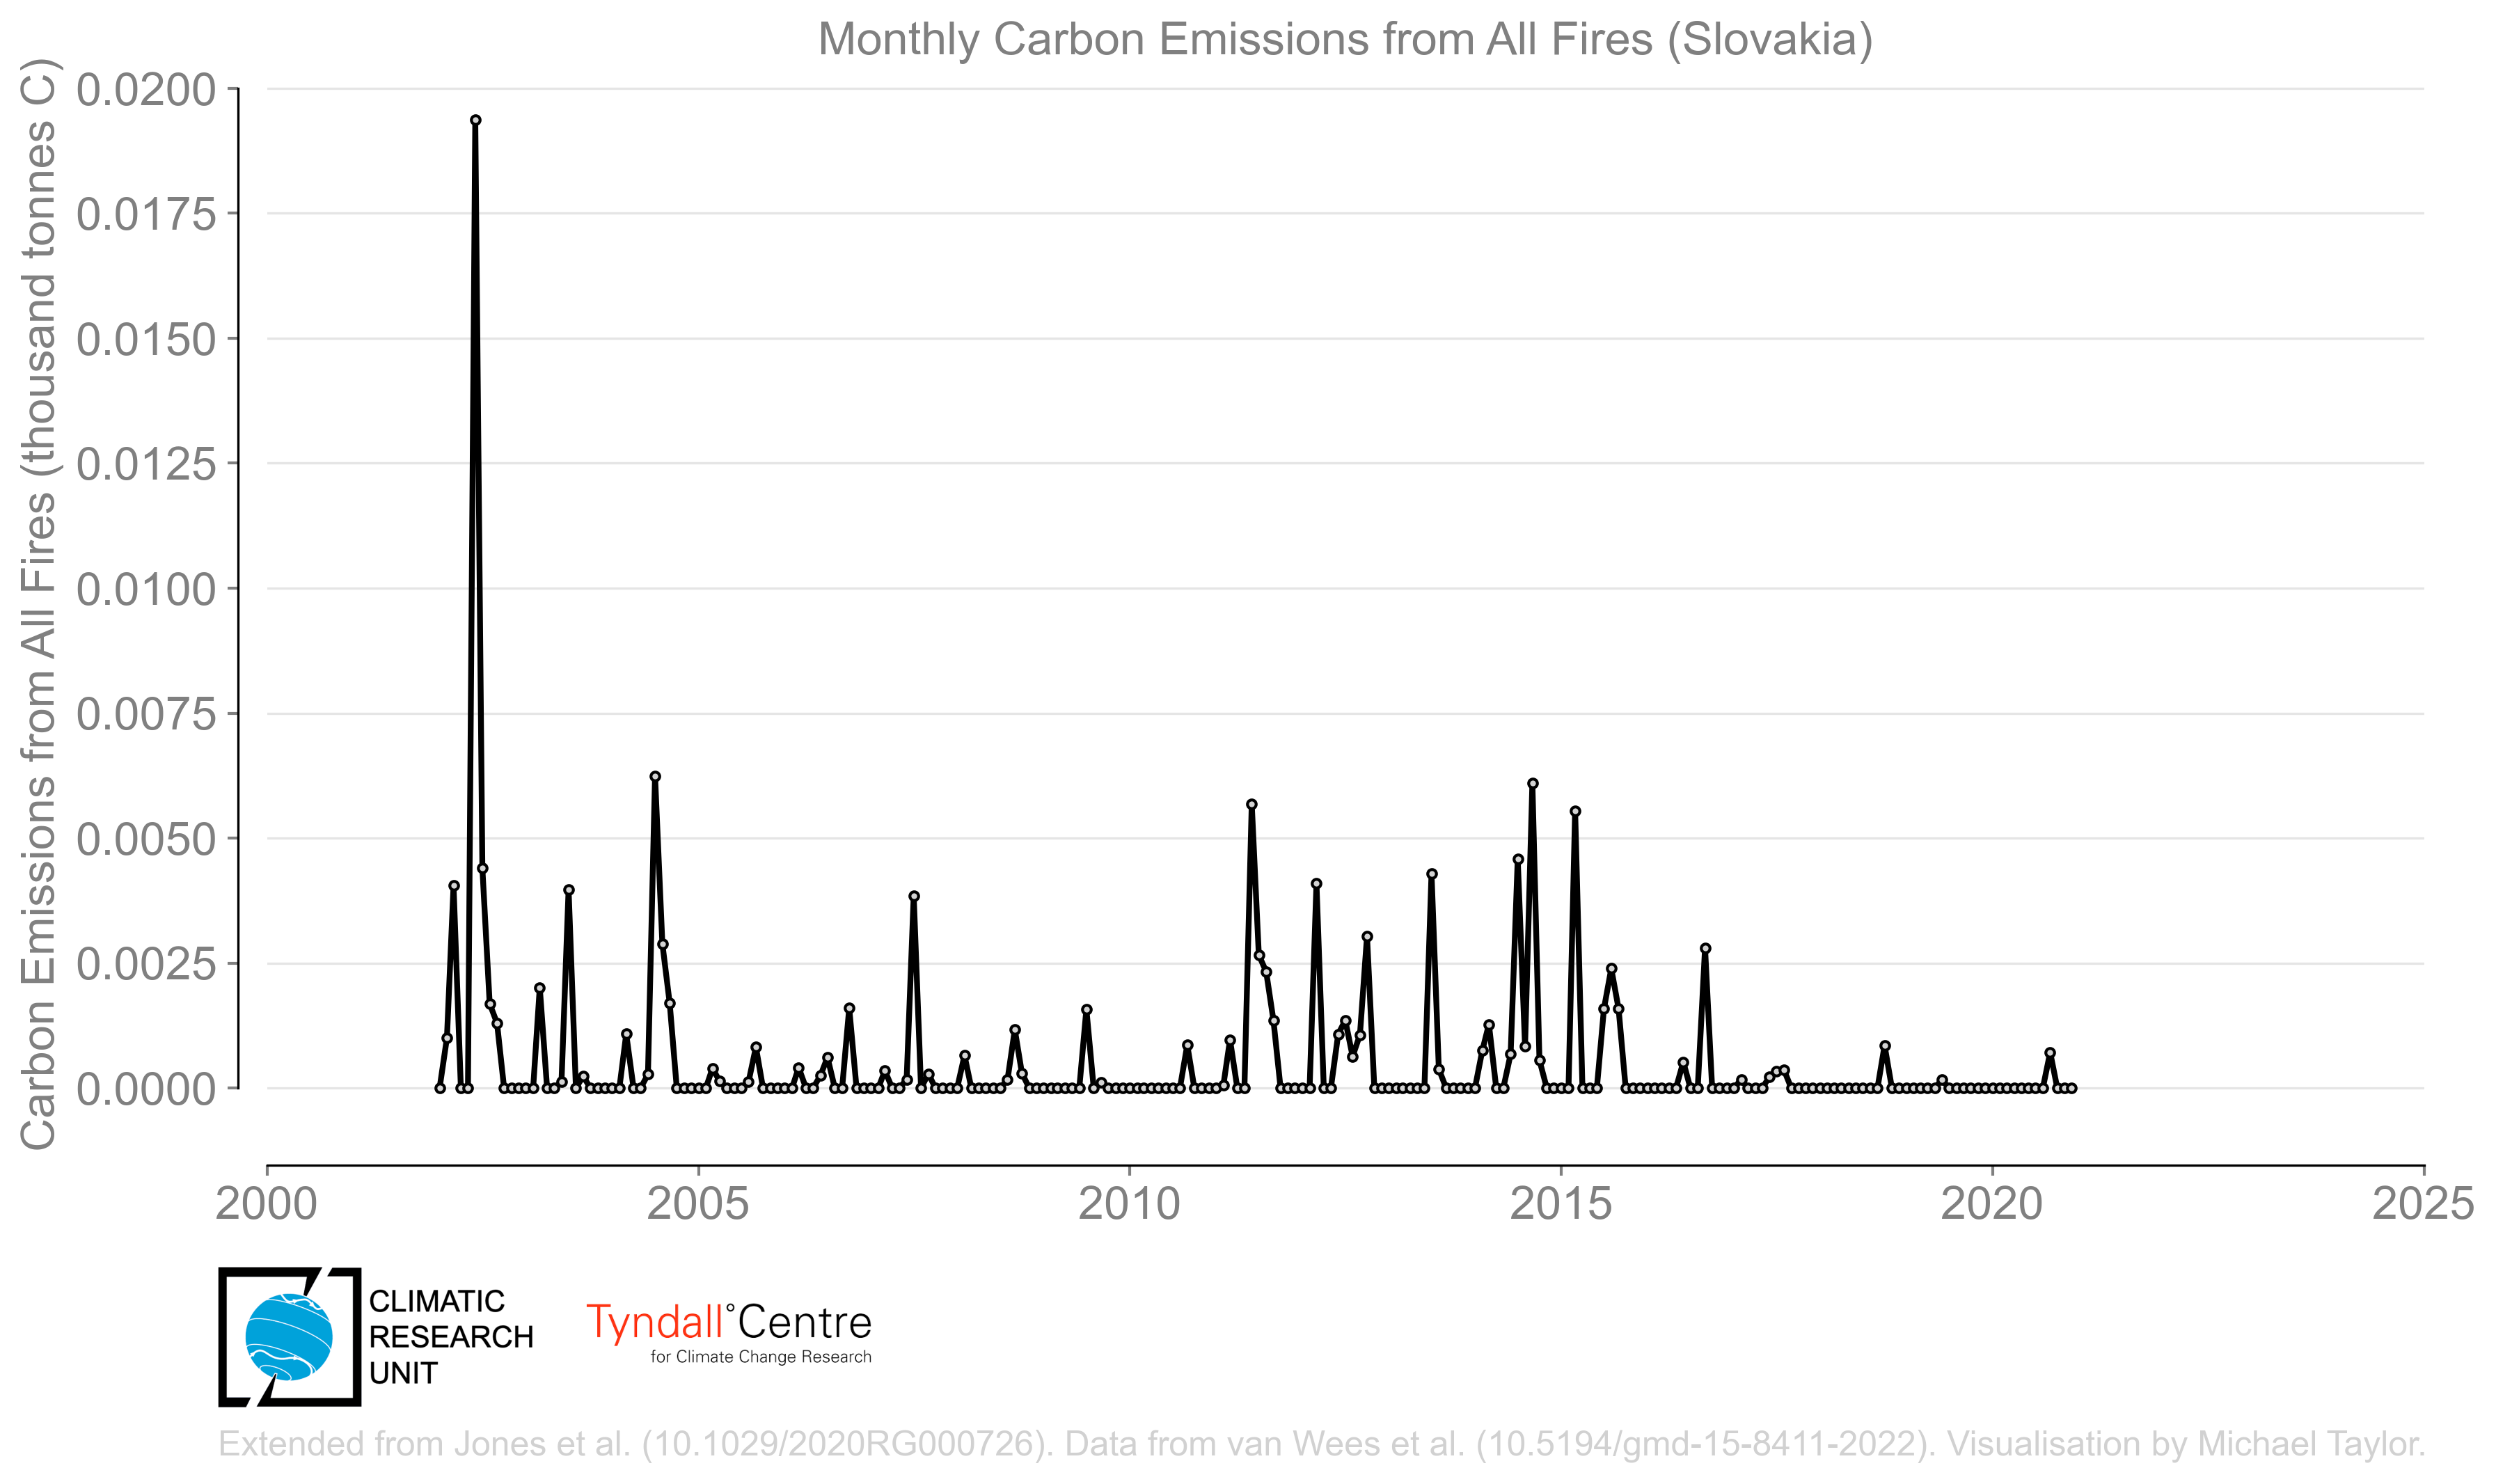 Monthly Carbon Emissions from All Fires (Slovakia)
Carbon Emissions from All Fires (thousand tonnes C)
0.0200
0.0175
0.0150
0.0125
0.0100
0.0075
0.0050
0.0025
0.0000
2000 2005 2010 2015 2020 2025
CLIMATIC
RESEARCH
UNIT
Tyndall°Centre
for Climate Change Research
Extended from Jones et al. (10.1029/2020RG000726). Data from van Wees et al. (10.5194/gmd-15-8411-2022). Visualisation by Michael Taylor.